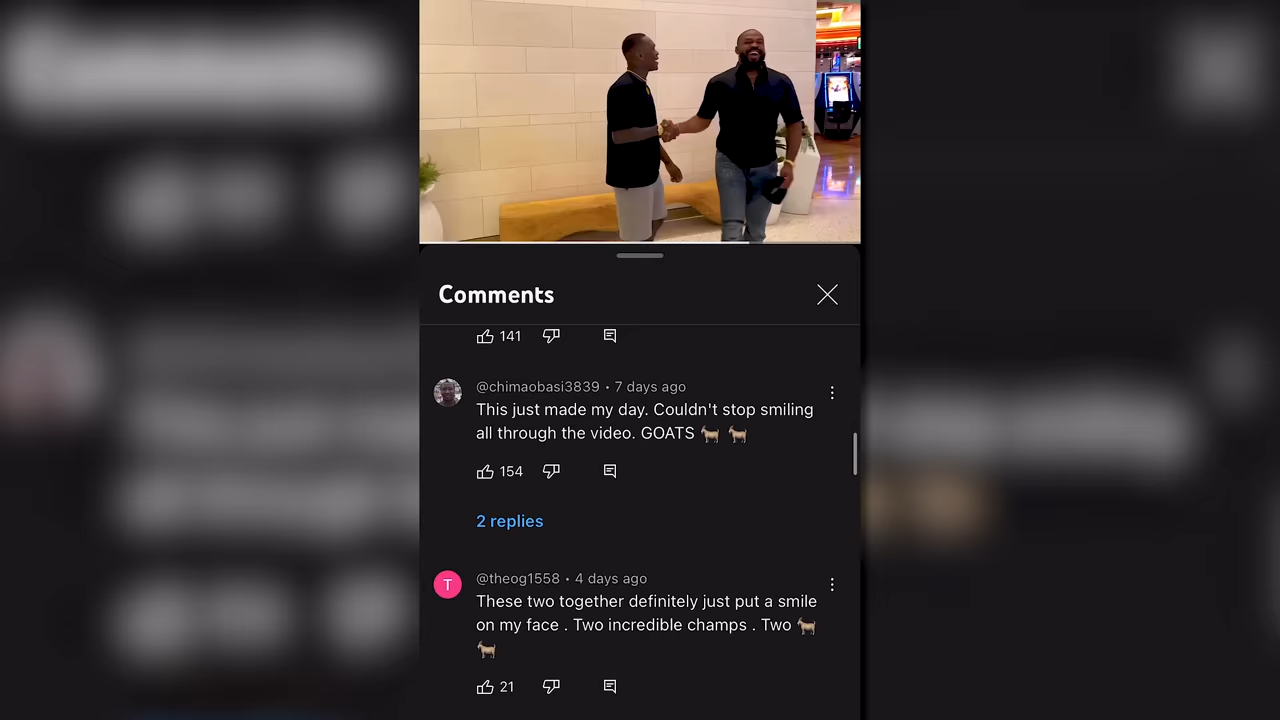 Comments
141
@chimaobasi3839 • 7 days ago
This just made my day. Couldn't stop smiling
all through the video. GOATS 🐐 🐐
154
2 replies
T
@theog1558 • 4 days ago
These two together definitely just put a smile
on my face . Two incredible champs . Two 🐐
🐐
21